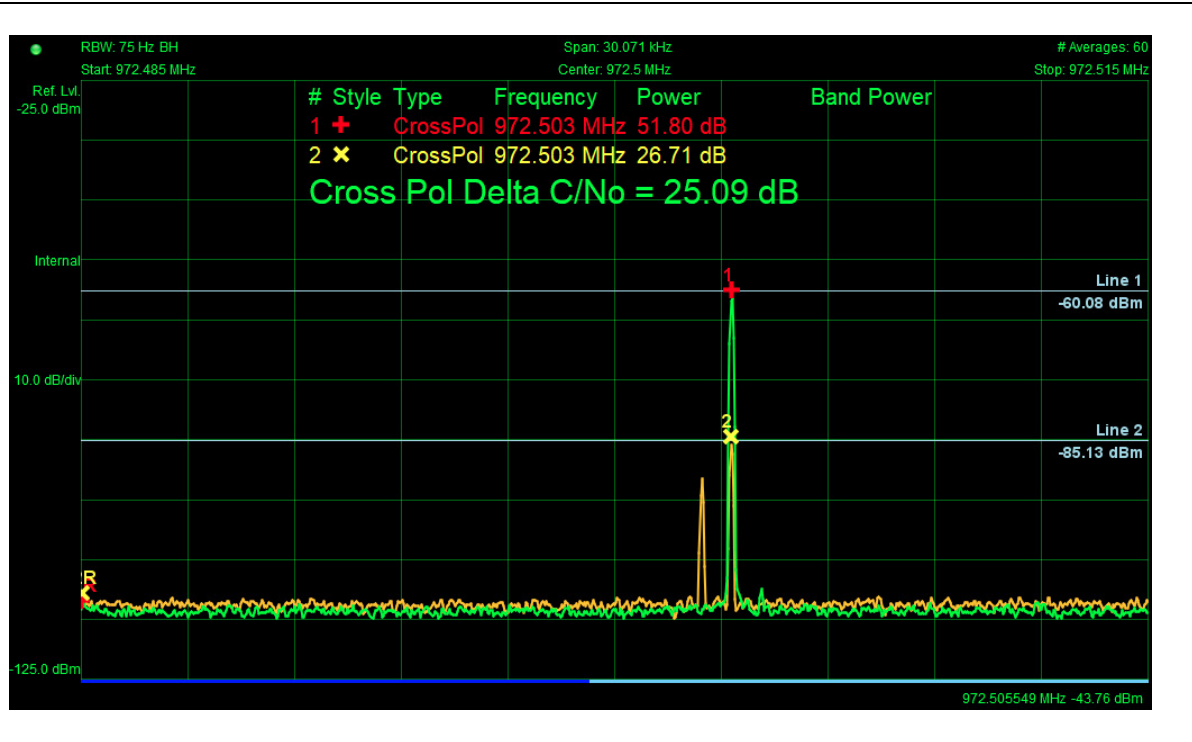 RBW: 75 Hz BH Span: 30.071 kHz # Averages: 60
Start: 972.485 MHz Center: 972.5 MHz Stop: 972.515 MHz
Ref. Lvl.
-25.0 dBm
# Style Type Frequency Power Band Power
1 CrossPol 972.503 MHz 51.80 dB
2 CrossPol 972.503 MHz 26.71 dB
Cross Pol Delta C/No = 25.09 dB
Internal
1
Line 1
-60.08 dBm
10.0 dB/div
2
Line 2
-85.13 dBm
R
-125.0 dBm
972.505549 MHz -43.76 dBm